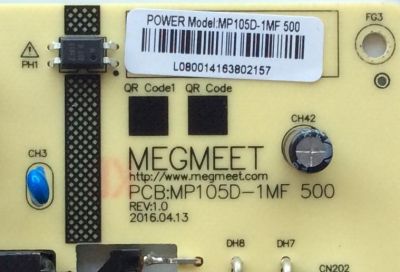 POWER Model:MP105D-1MF 500
FG3
L080014163802157
PH1
QR Code1
QR Code
CH42
CH3
MEGMEET
http://www.megmeet.com
PCB:MP105D-1MF 500
REV:1.0
2016.04.13
DH8
DH7
CN202